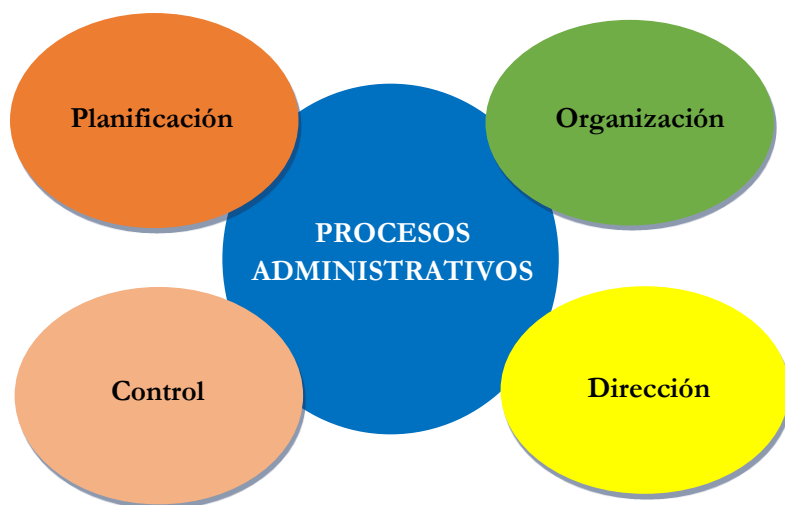 Planificación
Organización
PROCESOS
ADMINISTRATIVOS
Control
Dirección